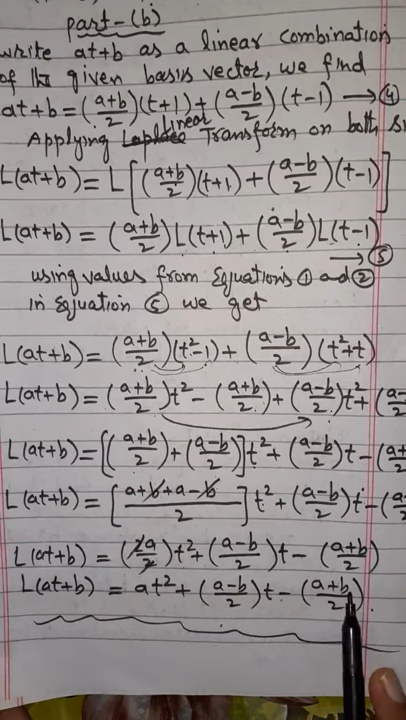 part-(b)
write at+b as a linear combination
of the given basis vector, we find
at+b = (a+b/2)(t+1) + (a-b/2)(t-1) → ④
linear
Applying Transform on both si
L(at+b) = L[(a+b/2)(t+1) + (a-b/2)(t-1)]
L(at+b) = (a+b/2)L(t+1) + (a-b/2)L(t-1)
→ ⑤
using values from Equations ① and ②
in Equation ⑤ we get
L(at+b) = (a+b/2)(t²-1) + (a-b/2)(t²+t)
L(at+b) = (a+b/2)t² - (a+b/2) + (a-b/2)t² + (a-
L(at+b) = [(a+b/2) + (a-b/2)]t² + (a-b/2)t - (a+
L(at+b) = [a+b+a-b/2]t² + (a-b/2)t - (a
L(at+b) = (2a/2)t² + (a-b/2)t - (a+b/2)
L(at+b) = at² + (a-b/2)t - (a+b/2).